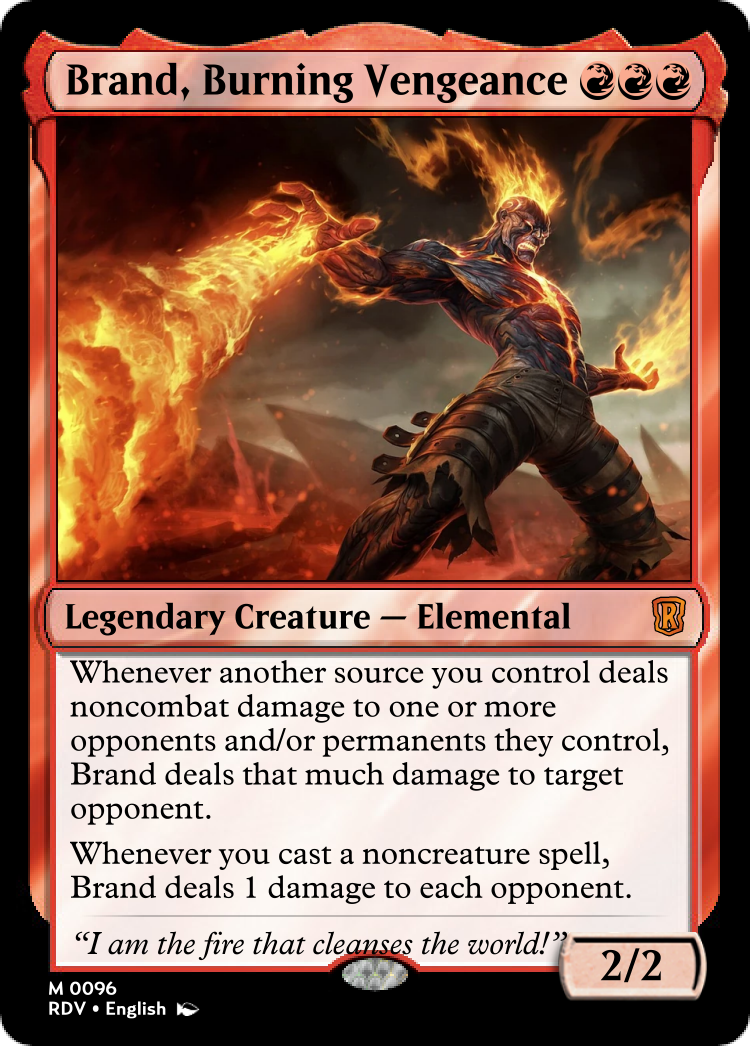 Brand, Burning Vengeance
Legendary Creature — Elemental
R
Whenever another source you control deals
noncombat damage to one or more
opponents and/or permanents they control,
Brand deals that much damage to target
opponent.
Whenever you cast a noncreature spell,
Brand deals 1 damage to each opponent.
“I am the fire that cleanses the world!”
2/2
M 0096
RDV • English